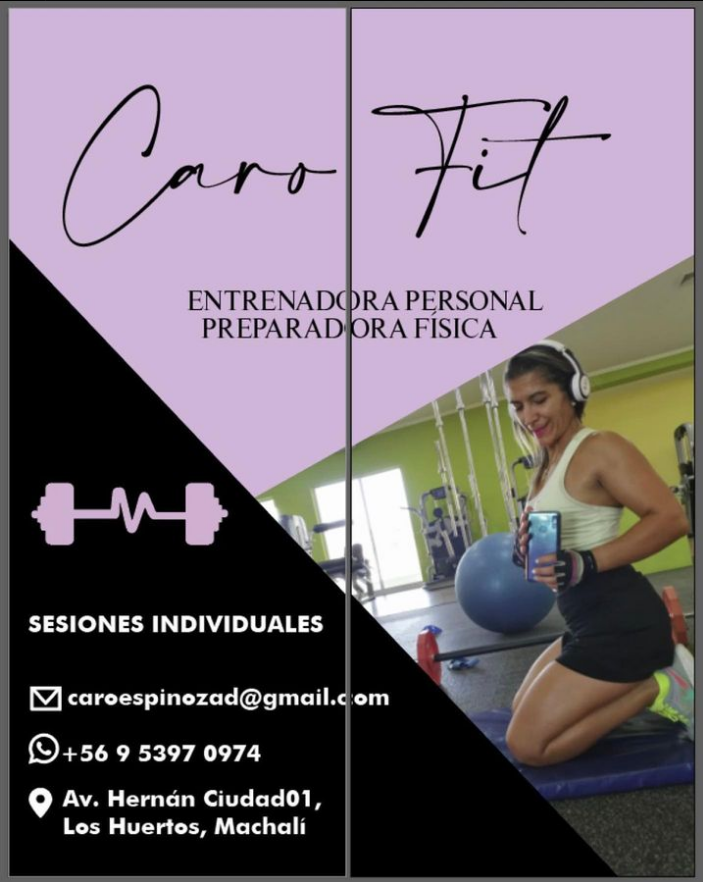 Caro Fit
ENTRENADORA PERSONAL
PREPARADORA FÍSICA
SESIONES INDIVIDUALES
caroespinozad@gmail.com
+56 9 5397 0974
Av. Hernán Ciudad01,
Los Huertos, Machalí